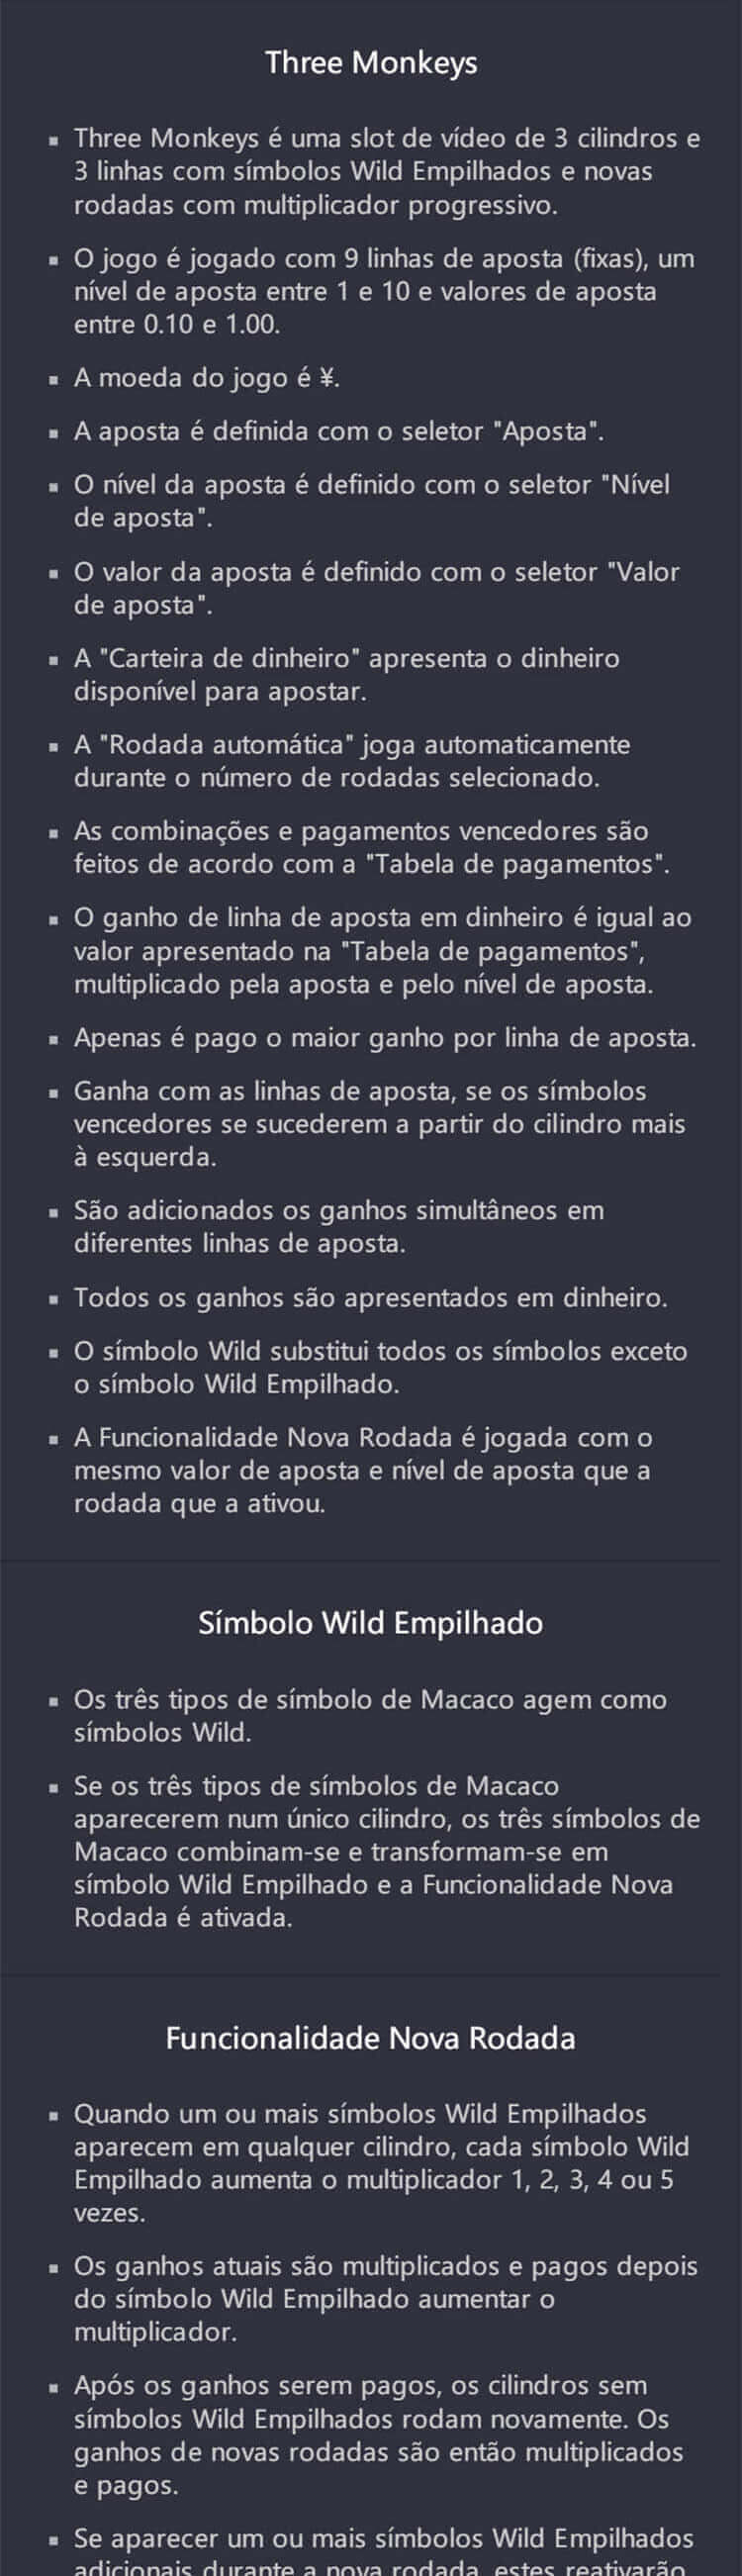 Three Monkeys
▪ Three Monkeys é uma slot de vídeo de 3 cilindros e
3 linhas com símbolos Wild Empilhados e novas
rodadas com multiplicador progressivo.
▪ O jogo é jogado com 9 linhas de aposta (fixas), um
nível de aposta entre 1 e 10 e valores de aposta
entre 0.10 e 1.00.
▪ A moeda do jogo é ¥.
▪ A aposta é definida com o seletor "Aposta".
▪ O nível da aposta é definido com o seletor "Nível
de aposta".
▪ O valor da aposta é definido com o seletor "Valor
de aposta".
▪ A "Carteira de dinheiro" apresenta o dinheiro
disponível para apostar.
▪ A "Rodada automática" joga automaticamente
durante o número de rodadas selecionado.
▪ As combinações e pagamentos vencedores são
feitos de acordo com a "Tabela de pagamentos".
▪ O ganho de linha de aposta em dinheiro é igual ao
valor apresentado na "Tabela de pagamentos",
multiplicado pela aposta e pelo nível de aposta.
▪ Apenas é pago o maior ganho por linha de aposta.
▪ Ganha com as linhas de aposta, se os símbolos
vencedores se sucederem a partir do cilindro mais
à esquerda.
▪ São adicionados os ganhos simultâneos em
diferentes linhas de aposta.
▪ Todos os ganhos são apresentados em dinheiro.
▪ O símbolo Wild substitui todos os símbolos exceto
o símbolo Wild Empilhado.
▪ A Funcionalidade Nova Rodada é jogada com o
mesmo valor de aposta e nível de aposta que a
rodada que a ativou.
Símbolo Wild Empilhado
▪ Os três tipos de símbolo de Macaco agem como
símbolos Wild.
▪ Se os três tipos de símbolos de Macaco
aparecerem num único cilindro, os três símbolos de
Macaco combinam-se e transformam-se em
símbolo Wild Empilhado e a Funcionalidade Nova
Rodada é ativada.
Funcionalidade Nova Rodada
▪ Quando um ou mais símbolos Wild Empilhados
aparecem em qualquer cilindro, cada símbolo Wild
Empilhado aumenta o multiplicador 1, 2, 3, 4 ou 5
vezes.
▪ Os ganhos atuais são multiplicados e pagos depois
do símbolo Wild Empilhado aumentar o
multiplicador.
▪ Após os ganhos serem pagos, os cilindros sem
símbolos Wild Empilhados rodam novamente. Os
ganhos de novas rodadas são então multiplicados
e pagos.
▪ Se aparecer um ou mais símbolos Wild Empilhados
adicionais durante a nova rodada, estes reativarão